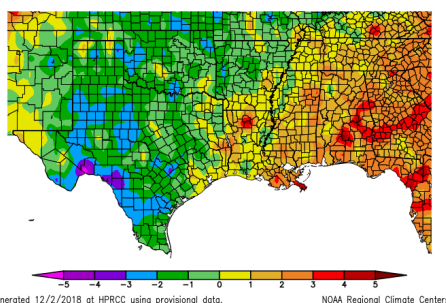 -5 -4 -3 -2 -1 0 1 2 3 4 5
nerated 12/2/2018 at HPRCC using provisional data.
NOAA Regional Climate Center